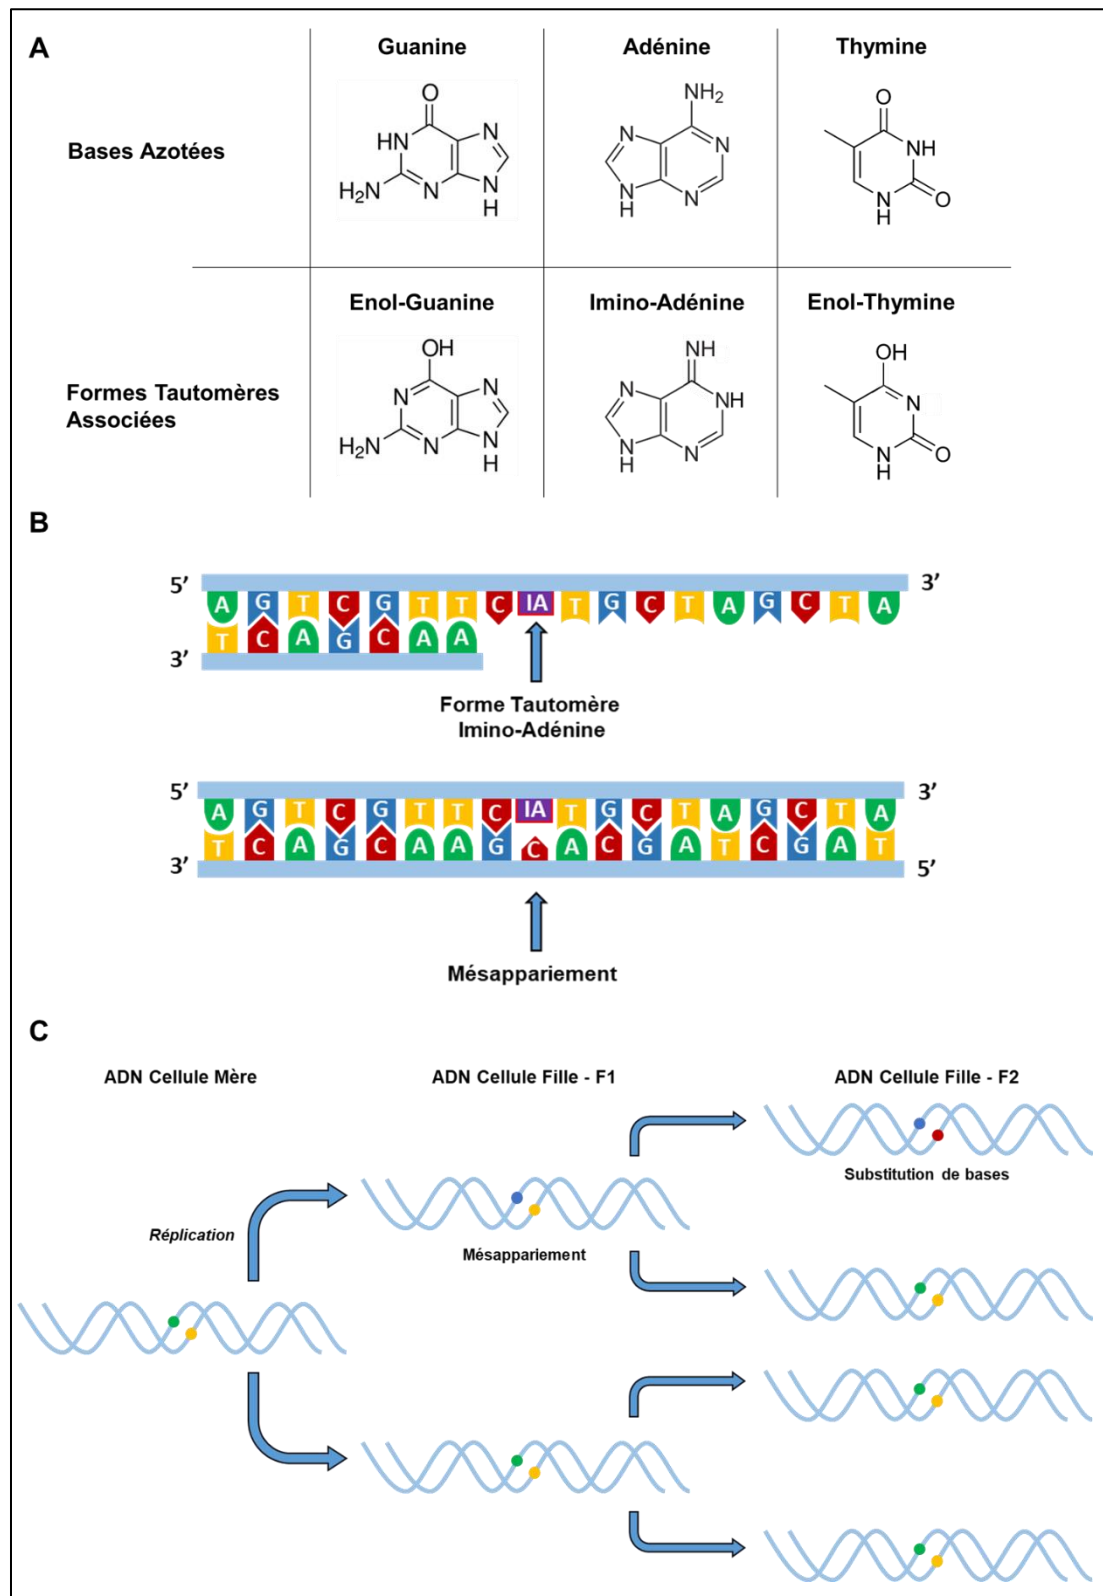 A
Guanine Adénine Thymine
Bases Azotées
O HN N H₂N N N H
NH₂ N N N H N
O NH N H O
Enol-Guanine Imino-Adénine Enol-Thymine
Formes Tautomères
Associées
OH N N H₂N N N H
NH N NH N H N
OH N N H O
B
5' 3'
A G T C G T T C IA T G C T A G C T A
T C A G C A A
3'
Forme Tautomère
Imino-Adénine
5' 3'
A G T C G T T C IA T G C T A G C T A
T C A G C A A G C A C G A T C G A T
3' 5'
Mésappariement
C
ADN Cellule Mère ADN Cellule Fille - F1 ADN Cellule Fille - F2
Substitution de bases
Réplication
Mésappariement